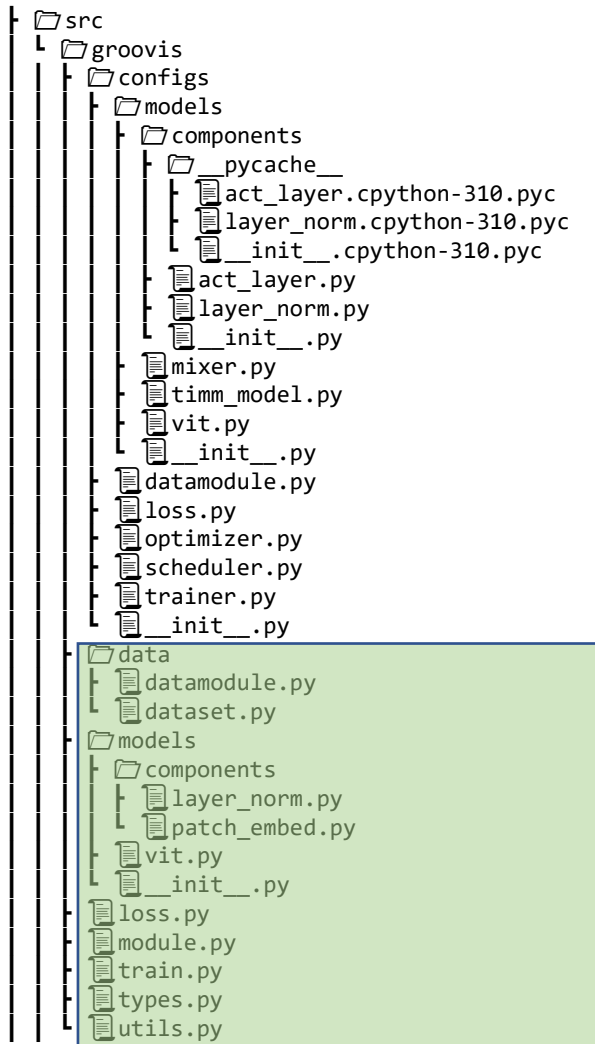 src
groovis
configs
models
components
__pycache__
act_layer.cpython-310.pyc
layer_norm.cpython-310.pyc
__init__.cpython-310.pyc
act_layer.py
layer_norm.py
__init__.py
mixer.py
timm_model.py
vit.py
__init__.py
datamodule.py
loss.py
optimizer.py
scheduler.py
trainer.py
__init__.py
data
datamodule.py
dataset.py
models
components
layer_norm.py
patch_embed.py
vit.py
__init__.py
loss.py
module.py
train.py
types.py
utils.py